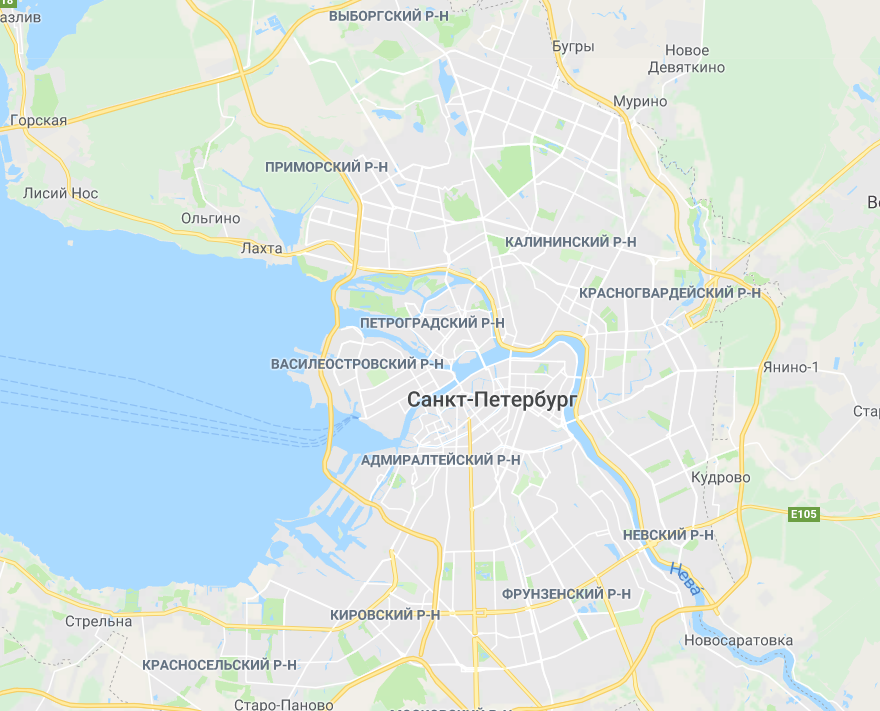 18
ВЫБОРГСКИЙ Р-Н
Бугры
Новое
Девяткино
Мурино
Горская
ПРИМОРСКИЙ Р-Н
Лисий Нос
Ольгино
Лахта
КАЛИНИНСКИЙ Р-Н
КРАСНОГВАРДЕЙСКИЙ Р-Н
ПЕТРОГРАДСКИЙ Р-Н
ВАСИЛЕОСТРОВСКИЙ Р-Н
Янино-1
Санкт-Петербург
АДМИРАЛТЕЙСКИЙ Р-Н
Кудрово
E105
НЕВСКИЙ Р-Н
Нева
ФРУНЗЕНСКИЙ Р-Н
КИРОВСКИЙ Р-Н
Стрельна
Новосаратовка
КРАСНОСЕЛЬСКИЙ Р-Н
Старо-Паново